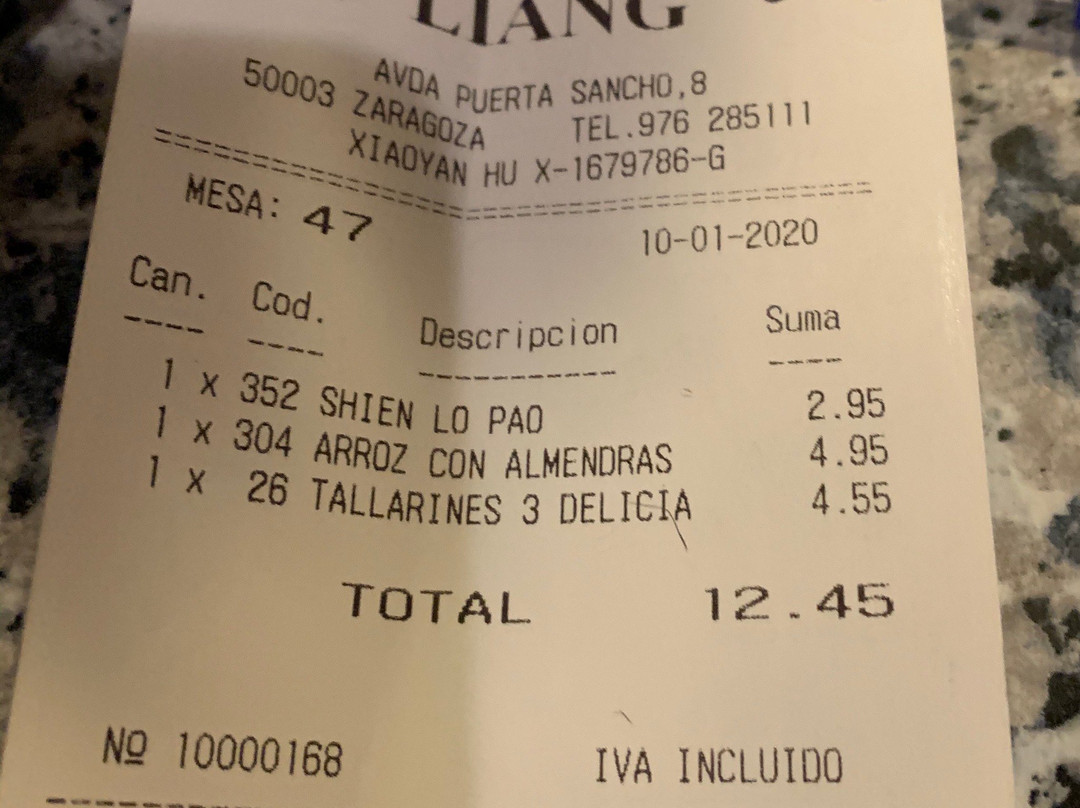 LIANG
AVDA PUERTA SANCHO,8
50003 ZARAGOZA TEL.976 285111
XIAOYAN HU X-1679786-G
MESA: 47
10-01-2020
Can. Cod. Descripcion Suma
1 x 352 SHIEN LO PAO 2.95
1 x 304 ARROZ CON ALMENDRAS 4.95
1 x 26 TALLARINES 3 DELICIA 4.55
TOTAL 12.45
Nº 10000168 IVA INCLUIDO